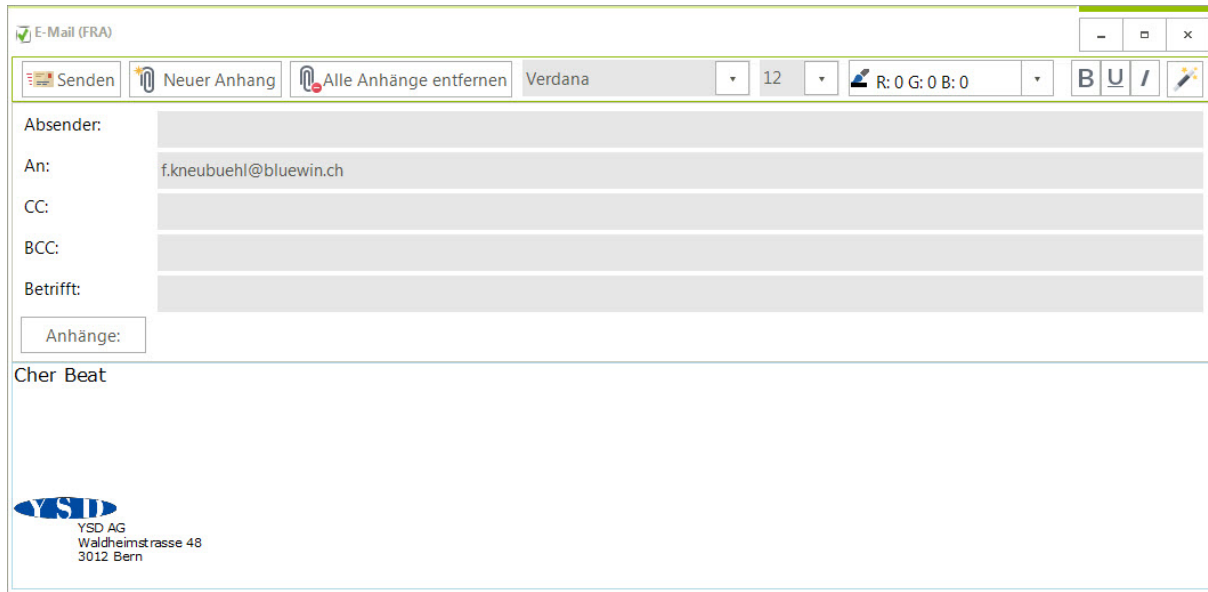 E-Mail (FRA)
Senden Neuer Anhang Alle Anhänge entfernen Verdana 12 R: 0 G: 0 B: 0 B U I
Absender:
An: f.kneubuehl@bluewin.ch
CC:
BCC:
Betrifft:
Anhänge:
Cher Beat
YSD
YSD AG
Waldheimstrasse 48
3012 Bern